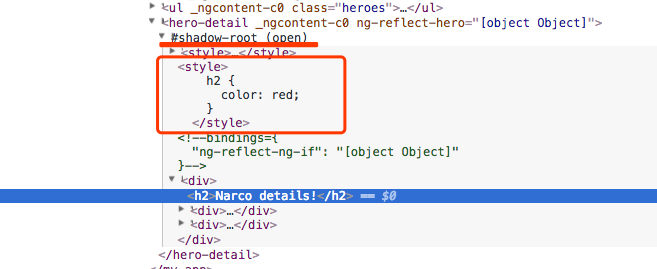 <ul _ngcontent-c0 class="heroes">…</ul>
<hero-detail _ngcontent-c0 ng-reflect-hero="[object Object]">
#shadow-root (open)
<style>…</style>
<style>
h2 {
color: red;
}
</style>
<!--bindings={
"ng-reflect-ng-if": "[object Object]"
}-->
<div>
<h2>Narco details!</h2> == $0
<div>…</div>
<div>…</div>
</div>
</hero-detail>
</my-app>